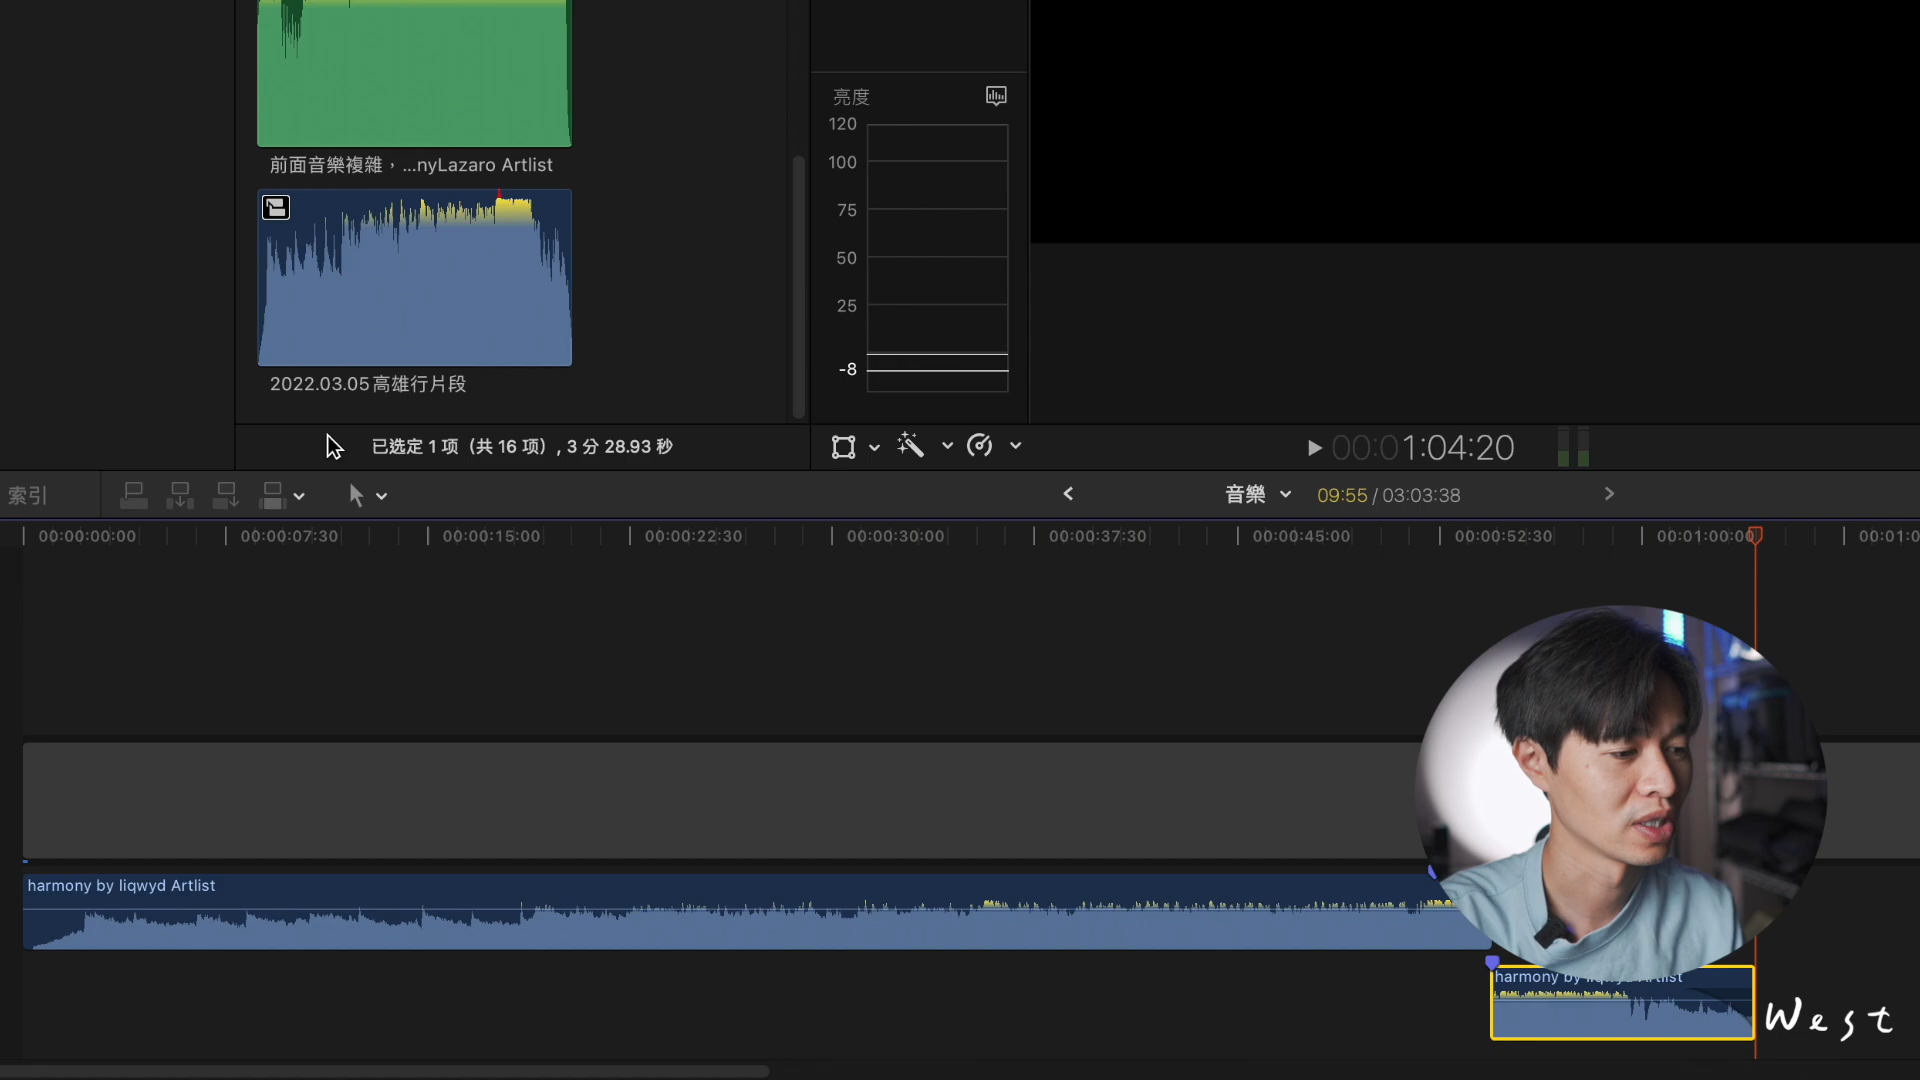 亮度
120
100
75
50
25
-8
前面音樂複雜，...nyLazaro Artlist
2022.03.05高雄行片段
已选定 1 项（共 16 项）, 3 分 28.93 秒
00:01:04:20
索引
音樂
09:55 / 03:03:38
00:00:00:00
00:00:07:30
00:00:15:00
00:00:22:30
00:00:30:00
00:00:37:30
00:00:45:00
00:00:52:30
00:01:00:00
00:01:0
harmony by liqwyd Artlist
harmony by liqwyd Artlist
West